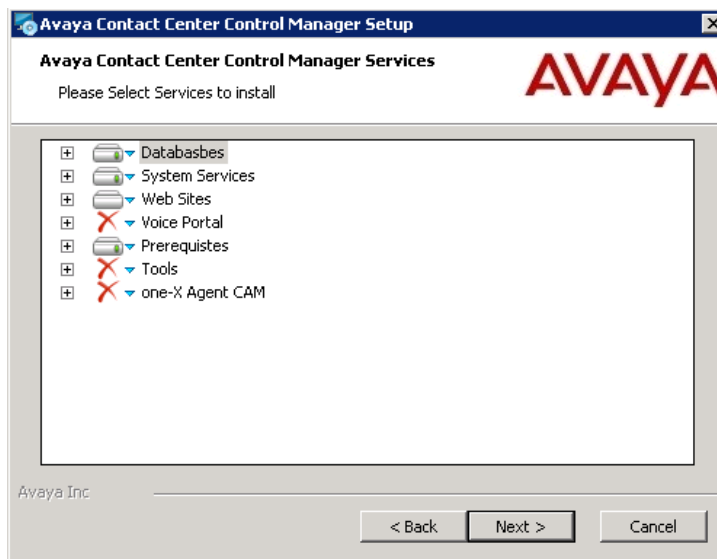 Avaya Contact Center Control Manager Setup
Avaya Contact Center Control Manager Services
AVAYA
Please Select Services to install
Databasbes
System Services
Web Sites
Voice Portal
Prerequistes
Tools
one-X Agent CAM
Avaya Inc
< Back
Next >
Cancel